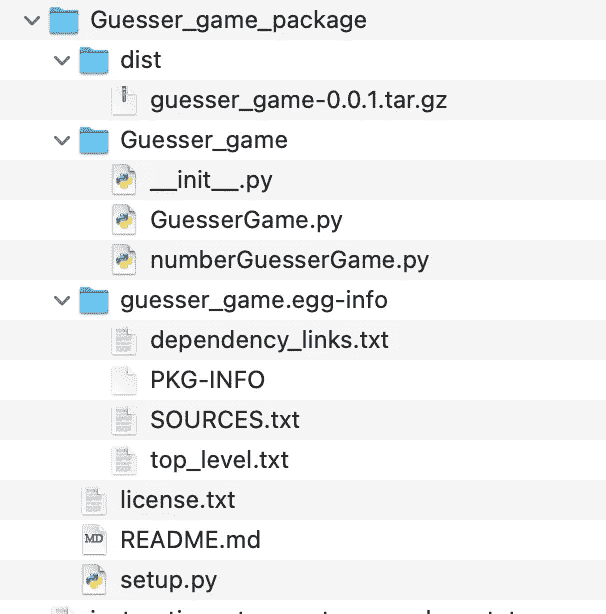 Guesser_game_package
dist
guesser_game-0.0.1.tar.gz
Guesser_game
__init__.py
GuesserGame.py
numberGuesserGame.py
guesser_game.egg-info
dependency_links.txt
PKG-INFO
SOURCES.txt
top_level.txt
license.txt
MD README.md
setup.py